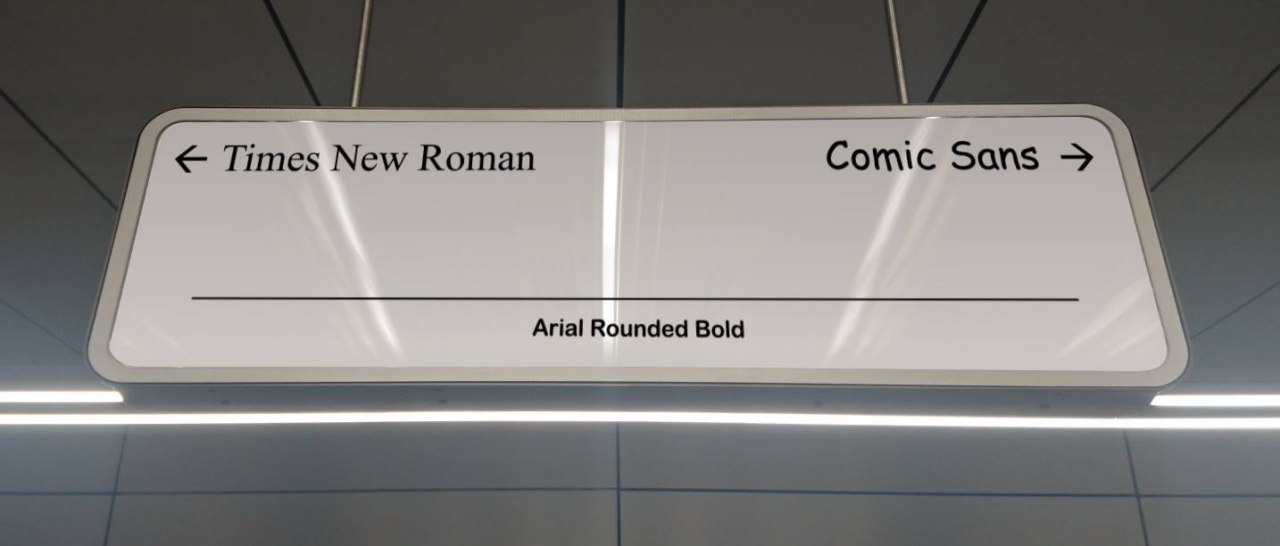 ← Times New Roman
Comic Sans →
Arial Rounded Bold